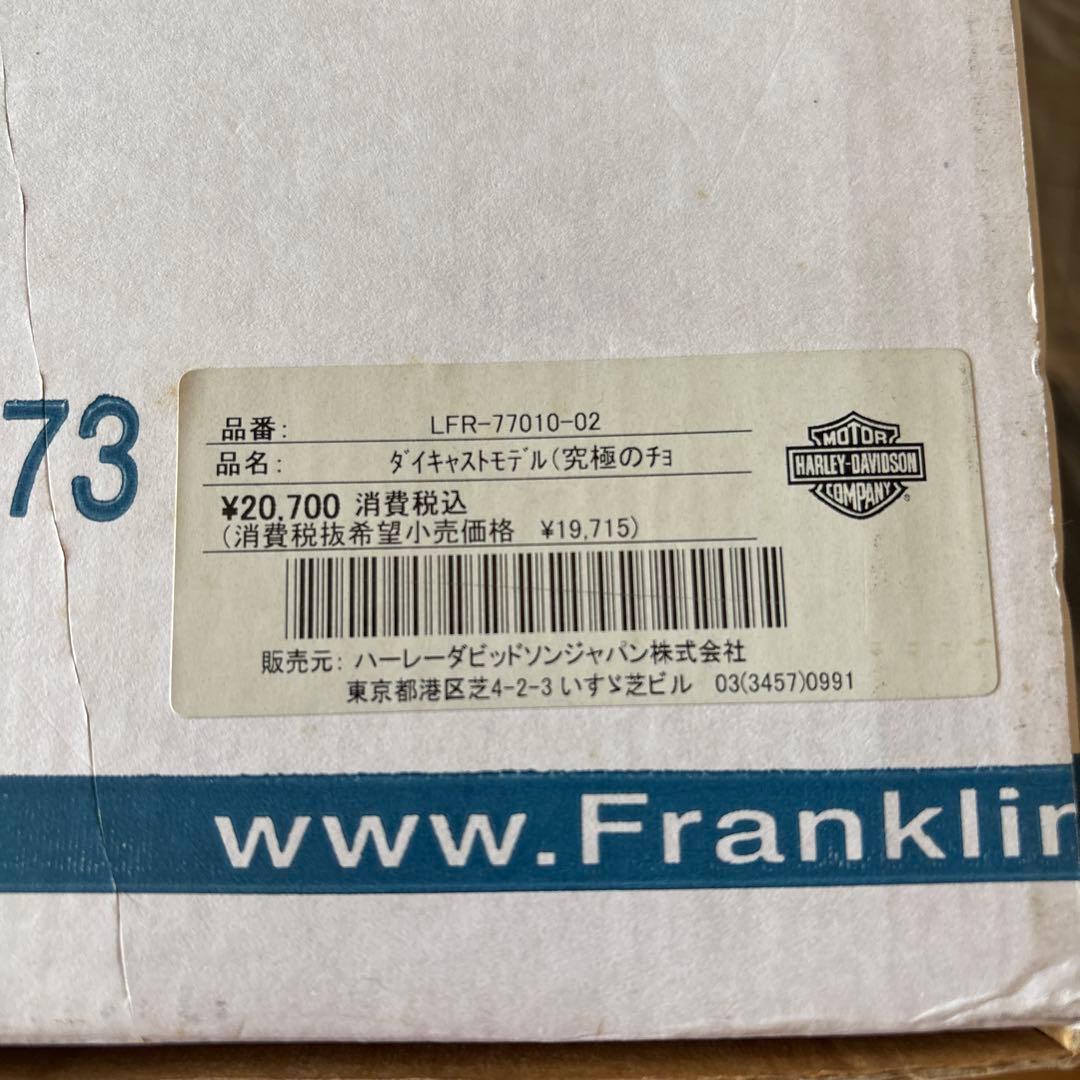 73
品番: LFR-77010-02
品名: ﾀﾞｲｷｬｽﾄﾓﾃﾞﾙ(究極のﾁｮ
¥20,700 消費税込
(消費税抜希望小売価格 ¥19,715)
MOTOR
HARLEY-DAVIDSON
COMPANY
販売元: ハーレーダビッドソンジャパン株式会社
東京都港区芝4-2-3 いすゞ芝ビル 03(3457)0991
www.Franklin